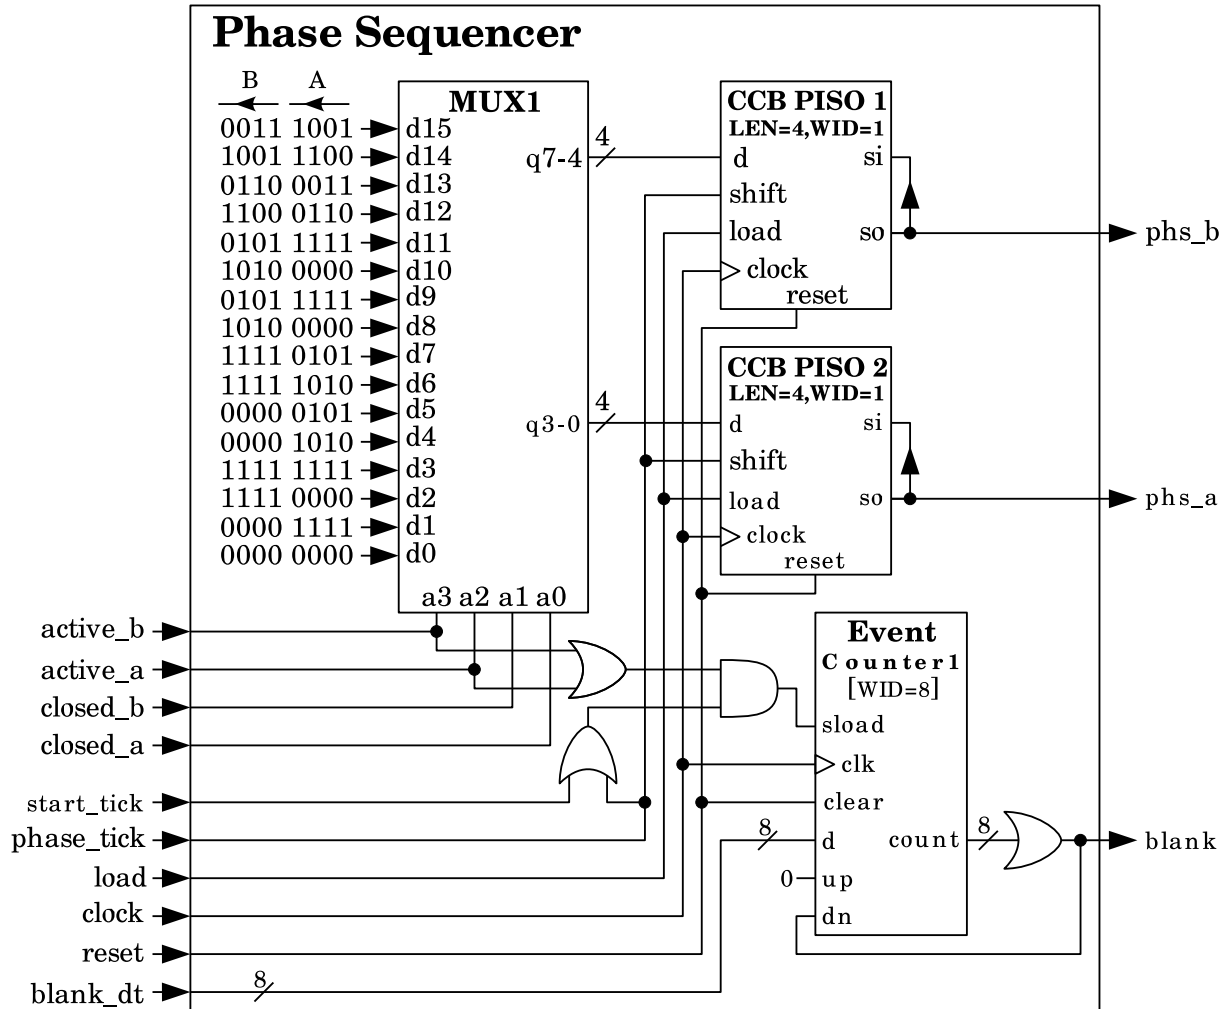 Phase Sequencer
B A
MUX1
0011 1001 d15
1001 1100 d14
0110 0011 d13
1100 0110 d12
0101 1111 d11
1010 0000 d10
0101 1111 d9
1010 0000 d8
1111 0101 d7
1111 1010 d6
0000 0101 d5
0000 1010 d4
1111 1111 d3
1111 0000 d2
0000 1111 d1
0000 0000 d0
q7-4
4
q3-0
4
a3 a2 a1 a0
CCB PISO 1
LEN=4,WID=1
d si
shift
load so
clock
reset
phs_b
CCB PISO 2
LEN=4,WID=1
d si
shift
load so
clock
reset
phs_a
active_b
active_a
closed_b
closed_a
start_tick
phase_tick
load
clock
reset
blank_dt
8
Event
Counter1
[WID=8]
sload
clk
clear
8
d count
8
0 up
dn
blank